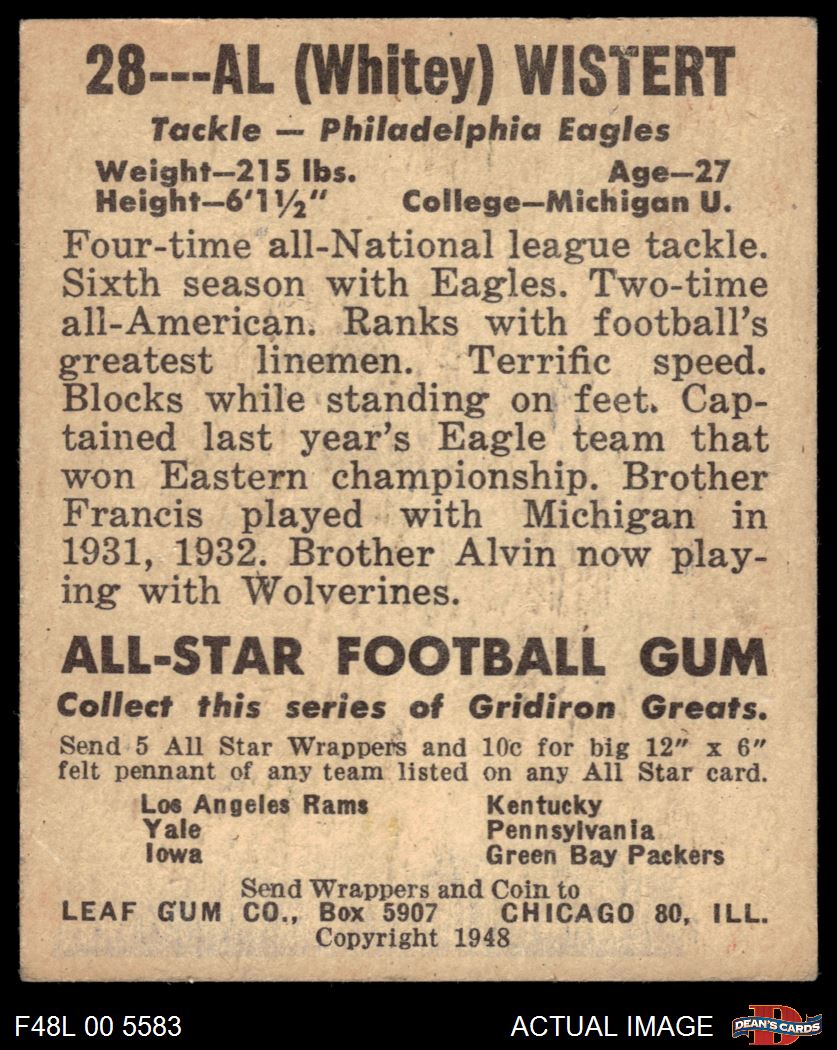 28---AL (Whitey) WISTERT
Tackle — Philadelphia Eagles
Weight—215 lbs. Age—27
Height—6'1½" College—Michigan U.
Four-time all-National league tackle.
Sixth season with Eagles. Two-time
all-American. Ranks with football's
greatest linemen. Terrific speed.
Blocks while standing on feet. Cap-
tained last year's Eagle team that
won Eastern championship. Brother
Francis played with Michigan in
1931, 1932. Brother Alvin now play-
ing with Wolverines.
ALL-STAR FOOTBALL GUM
Collect this series of Gridiron Greats.
Send 5 All Star Wrappers and 10c for big 12" x 6"
felt pennant of any team listed on any All Star card.
Los Angeles Rams Kentucky
Yale Pennsylvania
Iowa Green Bay Packers
Send Wrappers and Coin to
LEAF GUM CO., Box 5907 CHICAGO 80, ILL.
Copyright 1948
F48L 00 5583 ACTUAL IMAGE D DEAN'S CARDS